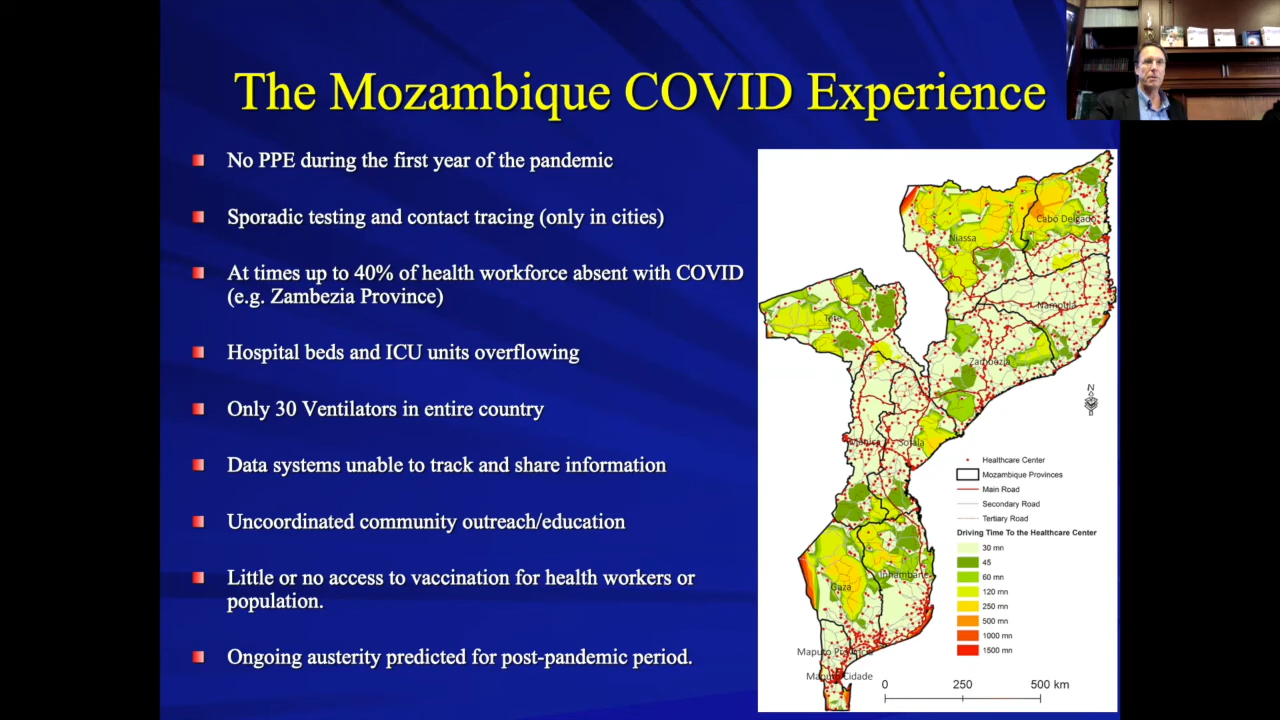 The Mozambique COVID Experience
No PPE during the first year of the pandemic
Sporadic testing and contact tracing (only in cities)
At times up to 40% of health workforce absent with COVID
(e.g. Zambezia Province)
Hospital beds and ICU units overflowing
Only 30 Ventilators in entire country
Data systems unable to track and share information
Uncoordinated community outreach/education
Little or no access to vaccination for health workers or
population.
Ongoing austerity predicted for post-pandemic period.
Cabo Delgado
Niassa
Nampula
Tete
Zambezia
N
Manica
Sofala
Healthcare Center
Mozambique Provinces
Main Road
Secondary Road
Tertiary Road
Driving Time To the Healthcare Center
30 mn
45
60 mn
120 mn
250 mn
500 mn
1000 mn
1500 mn
Inhambane
Gaza
Maputo Provincia
Maputo Cidade
0 250 500 km